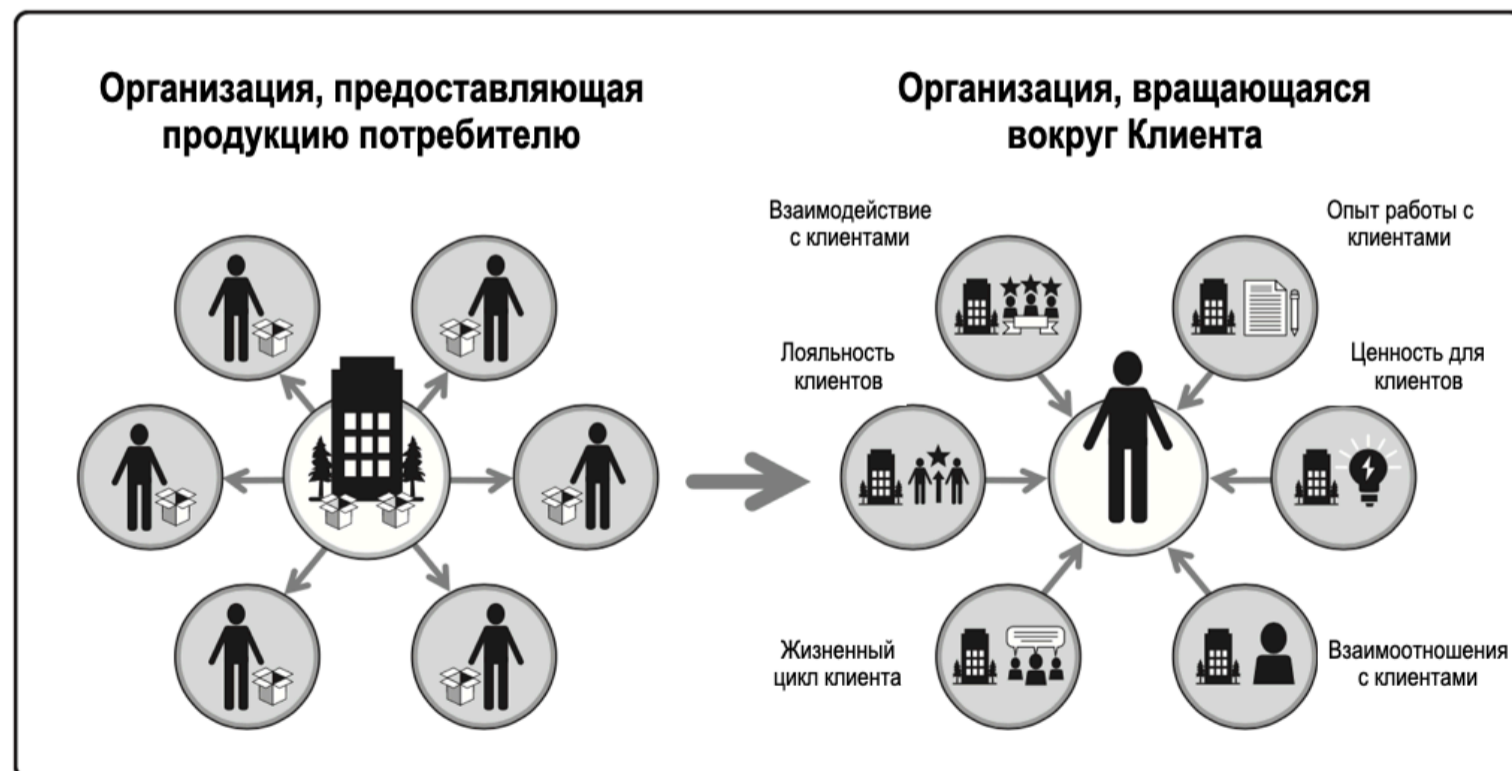 Организация, предоставляющая
продукцию потребителю
Организация, вращающаяся
вокруг Клиента
Взаимодействие
с клиентами
Опыт работы с
клиентами
Лояльность
клиентов
Ценность для
клиентов
Жизненный
цикл клиента
Взаимоотношения
с клиентами